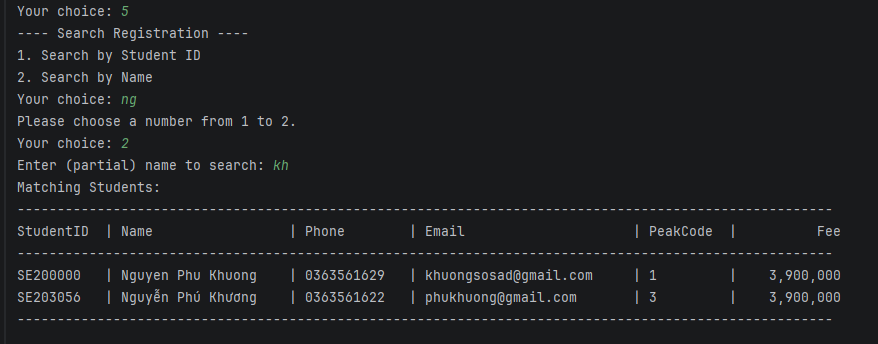 Your choice: 5
---- Search Registration ----
1. Search by Student ID
2. Search by Name
Your choice: ng
Please choose a number from 1 to 2.
Your choice: 2
Enter (partial) name to search: kh
Matching Students:
------------------------------------------------------------------------------------------------------
StudentID  | Name                 | Phone        | Email                     | PeakCode  |          Fee
------------------------------------------------------------------------------------------------------
SE200000   | Nguyen Phu Khuong    | 0363561629   | khuongsosad@gmail.com     | 1         |    3,900,000
SE203056   | Nguyễn Phú Khương    | 0363561622   | phukhuong@gmail.com       | 3         |    3,900,000
------------------------------------------------------------------------------------------------------